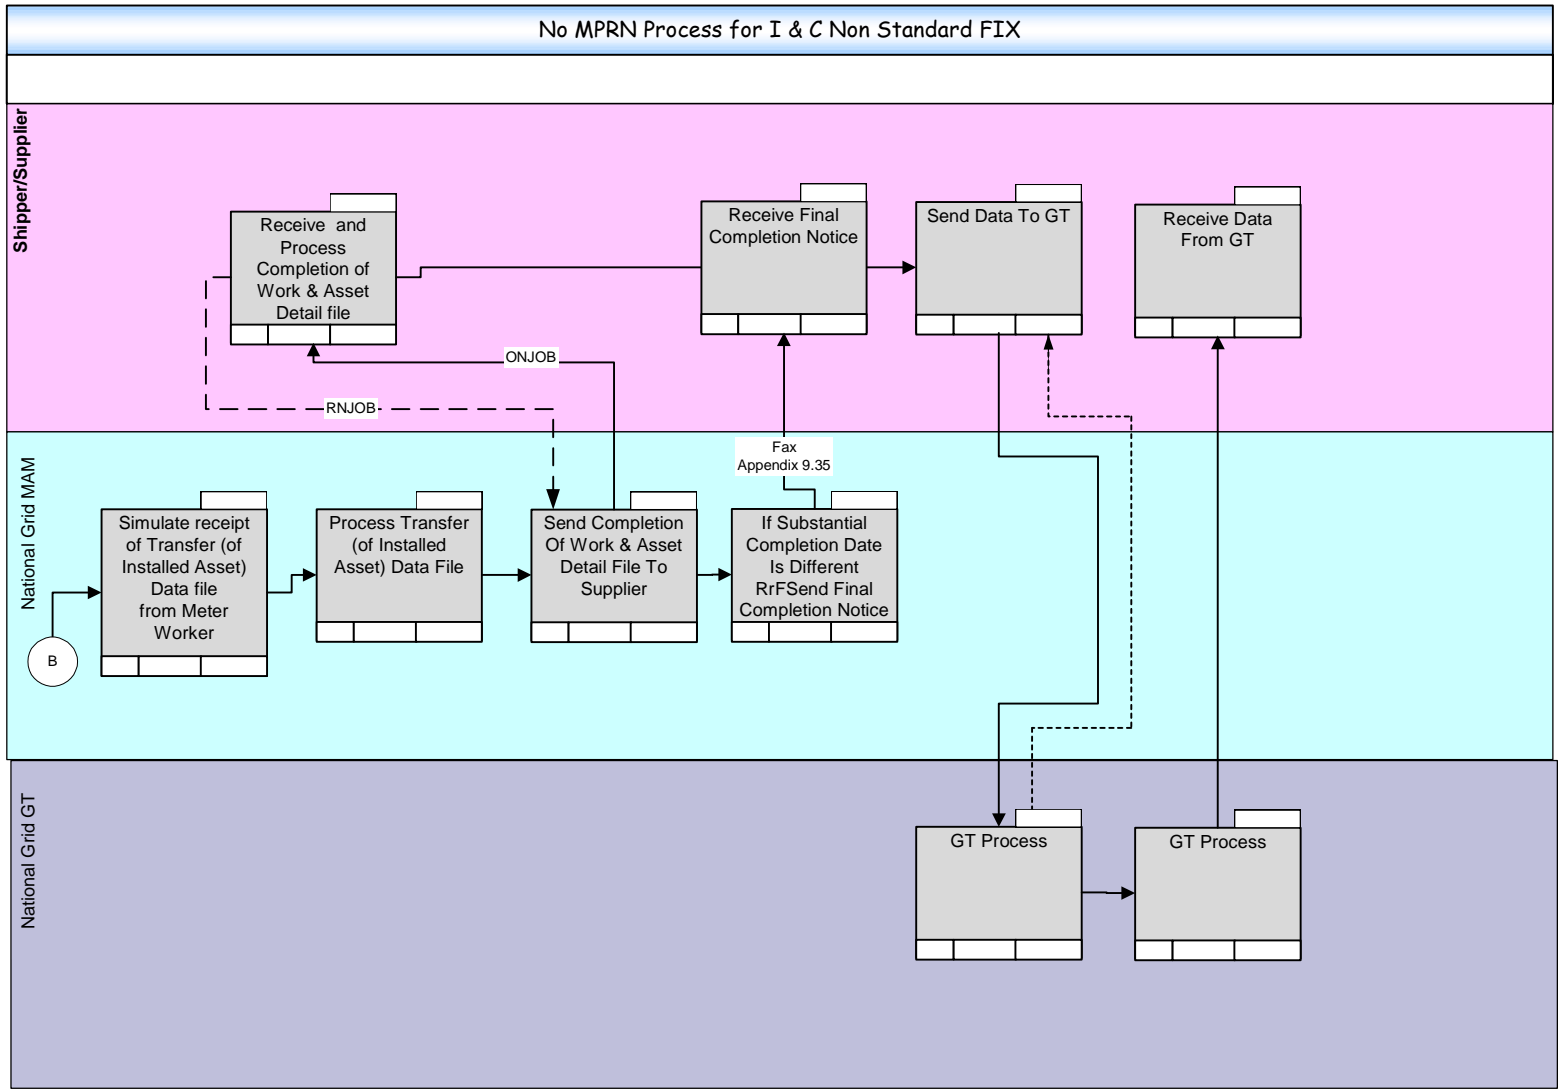 No MPRN Process for I & C Non Standard FIX
Shipper/Supplier
Receive and
Process
Completion of
Work & Asset
Detail file
Receive Final
Completion Notice
Send Data To GT
Receive Data
From GT
ONJOB
RNJOB
National Grid MAM
Fax
Appendix 9.35
Simulate receipt
of Transfer (of
Installed Asset)
Data file
from Meter
Worker
Process Transfer
(of Installed
Asset) Data File
Send Completion
Of Work & Asset
Detail File To
Supplier
If Substantial
Completion Date
Is Different
RrFSend Final
Completion Notice
B
National Grid GT
GT Process
GT Process